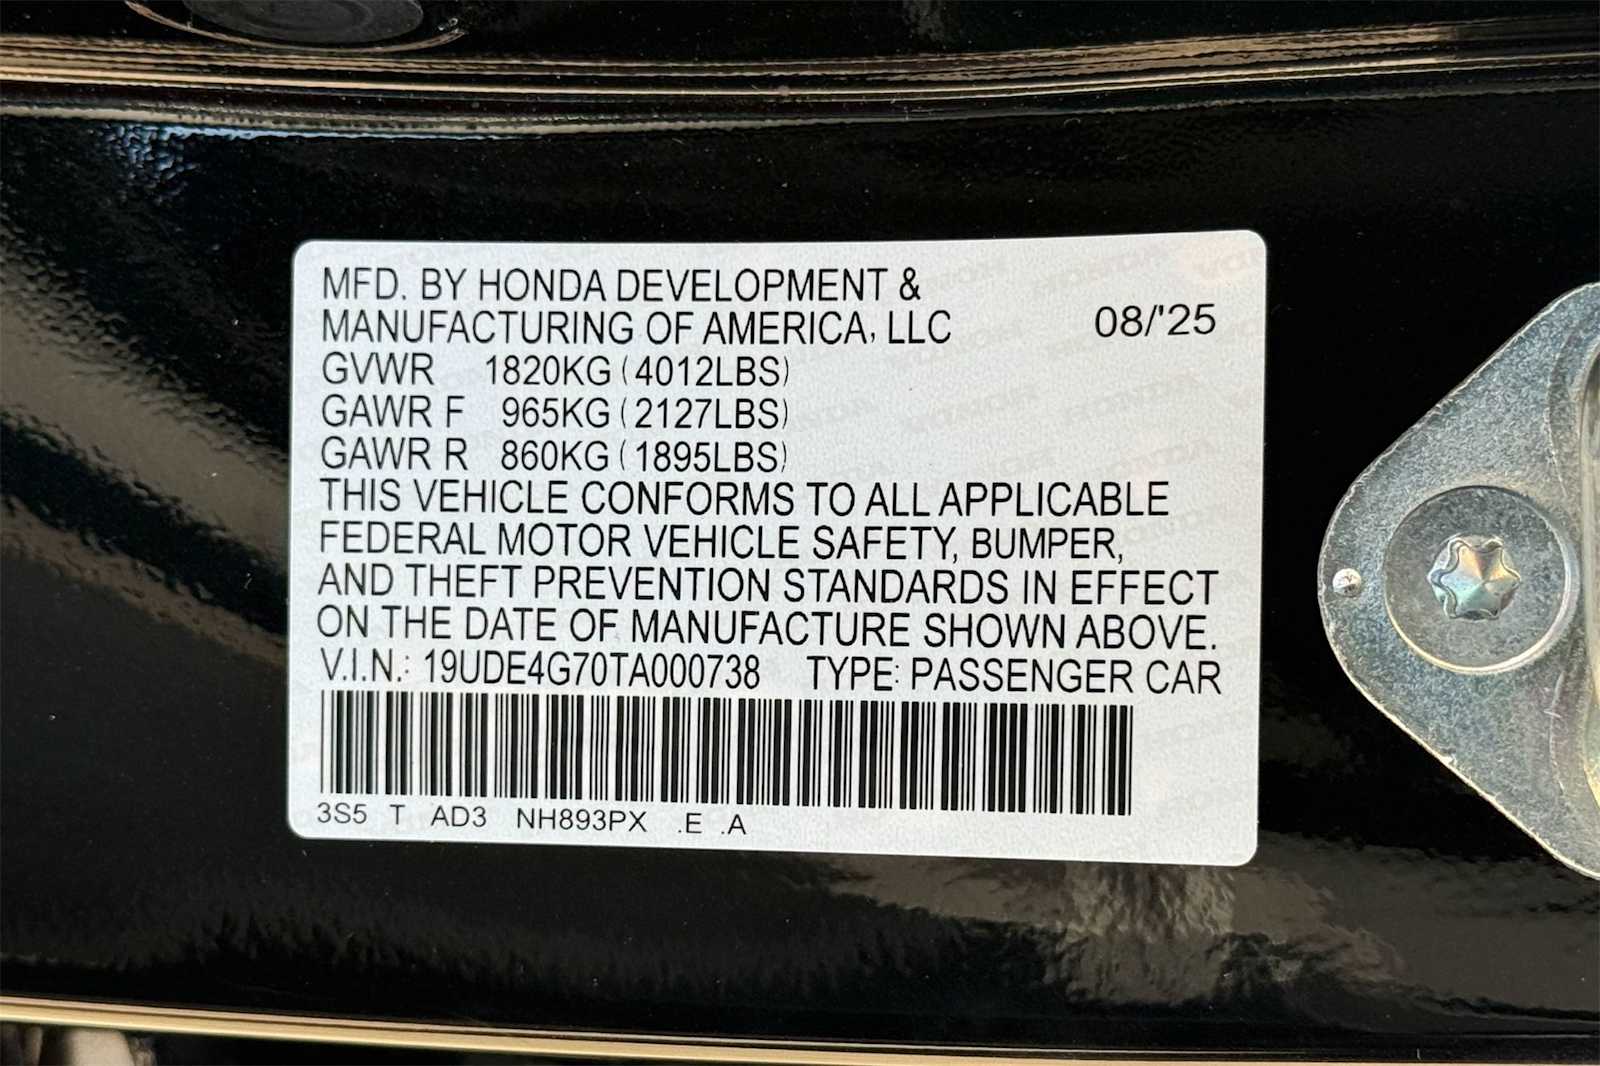 MFD. BY HONDA DEVELOPMENT &
MANUFACTURING OF AMERICA, LLC 08/'25
GVWR 1820KG (4012LBS)
GAWR F 965KG (2127LBS)
GAWR R 860KG (1895LBS)
THIS VEHICLE CONFORMS TO ALL APPLICABLE
FEDERAL MOTOR VEHICLE SAFETY, BUMPER,
AND THEFT PREVENTION STANDARDS IN EFFECT
ON THE DATE OF MANUFACTURE SHOWN ABOVE.
V.I.N.: 19UDE4G70TA000738 TYPE: PASSENGER CAR
3S5 T AD3 NH893PX .E .A